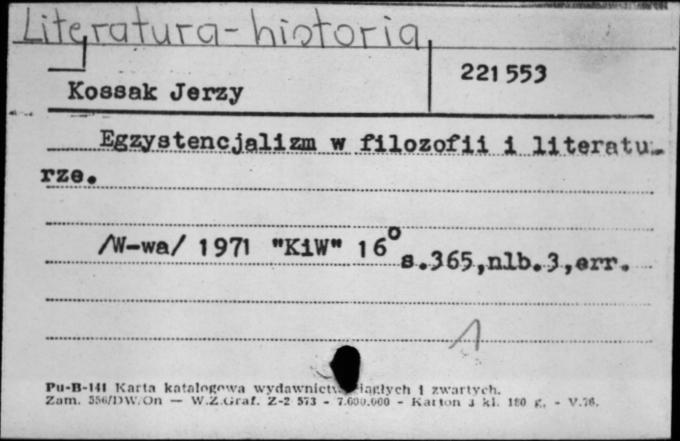 Literatura-historia
221553
Kossak Jerzy
Egzystencjalizm w filozofii i literatu-
rze.
/W-wa/ 1971 "KiW" 16° s.365,nlb.3,err.
1
Pu-B-141 Karta katalogowa wydawnictw ciągłych i zwartych.
Zam. 556/DW.On — W.Z.Graf. Z-2 573 - 7.600.000 - Karton 3 kl. 180 g. - V.76.